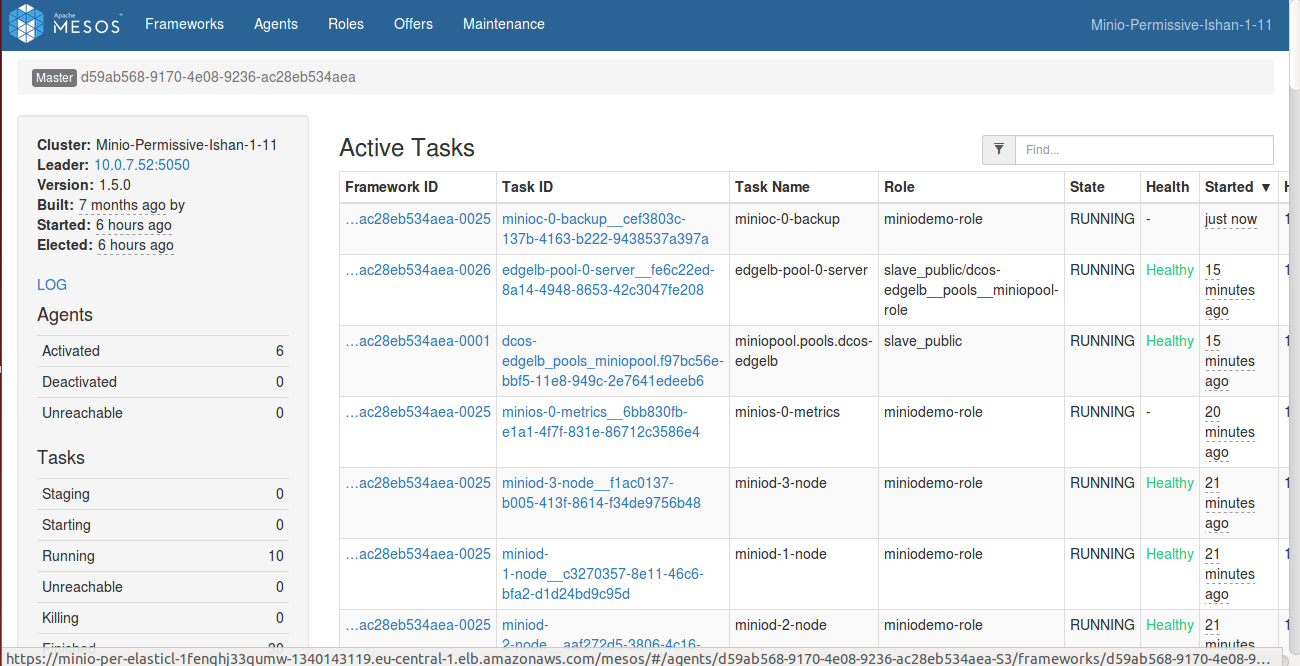 Apache
MESOS
Frameworks Agents Roles Offers Maintenance Minio-Permissive-Ishan-1-11
Master d59ab568-9170-4e08-9236-ac28eb534aea
Cluster: Minio-Permissive-Ishan-1-11
Leader: 10.0.7.52:5050
Version: 1.5.0
Built: 7 months ago by
Started: 6 hours ago
Elected: 6 hours ago
LOG
Agents
Activated 6
Deactivated 0
Unreachable 0
Tasks
Staging 0
Starting 0
Running 10
Unreachable 0
Killing 0
Active Tasks
Find...
Framework ID Task ID Task Name Role State Health Started ▼
…ac28eb534aea-0025 minioc-0-backup__cef3803c- minioc-0-backup miniodemo-role RUNNING - just now
137b-4163-b222-9438537a397a
…ac28eb534aea-0026 edgelb-pool-0-server__fe6c22ed- edgelb-pool-0-server slave_public/dcos- RUNNING Healthy 15
8a14-4948-8653-42c3047fe208 edgelb__pools__miniopool- minutes
role ago
…ac28eb534aea-0001 dcos- miniopool.pools.dcos- slave_public RUNNING Healthy 15
edgelb_pools_miniopool.f97bc56e- edgelb minutes
bbf5-11e8-949c-2e7641edeeb6 ago
…ac28eb534aea-0025 minios-0-metrics__6bb830fb- minios-0-metrics miniodemo-role RUNNING - 20
e1a1-4f7f-831e-86712c3586e4 minutes
ago
…ac28eb534aea-0025 miniod-3-node__f1ac0137- miniod-3-node miniodemo-role RUNNING Healthy 21
b005-413f-8614-f34de9756b48 minutes
ago
…ac28eb534aea-0025 miniod- miniod-1-node miniodemo-role RUNNING Healthy 21
1-node__c3270357-8e11-46c6- minutes
bfa2-d1d24bd9c95d ago
…ac28eb534aea-0025 miniod- miniod-2-node miniodemo-role RUNNING Healthy 21
2-node__aaf272d5-3806-4c16- minutes
https://minio-per-elasticl-1fenqhj33qumw-1340143119.eu-central-1.elb.amazonaws.com/mesos/#/agents/d59ab568-9170-4e08-9236-ac28eb534aea-S3/frameworks/d59ab568-9170-4e08-9...